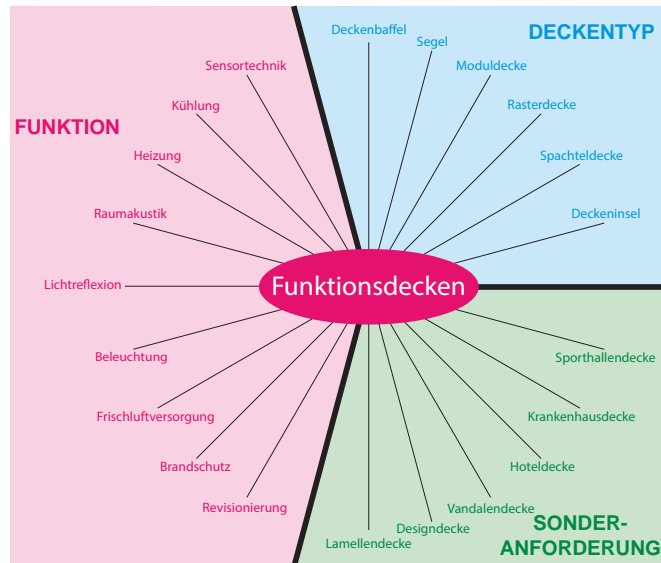 FUNKTION
Sensortechnik
Kühlung
Heizung
Raumakustik
Lichtreflexion
Beleuchtung
Frischluftversorgung
Brandschutz
Revisionierung
Funktionsdecken
DECKENTYP
Deckenbaffel
Segel
Moduldecke
Rasterdecke
Spachteldecke
Deckeninsel
Sporthallendecke
Krankenhausdecke
Hoteldecke
Vandalendecke
Designdecke
Lamellendecke
SONDER-
ANFORDERUNG